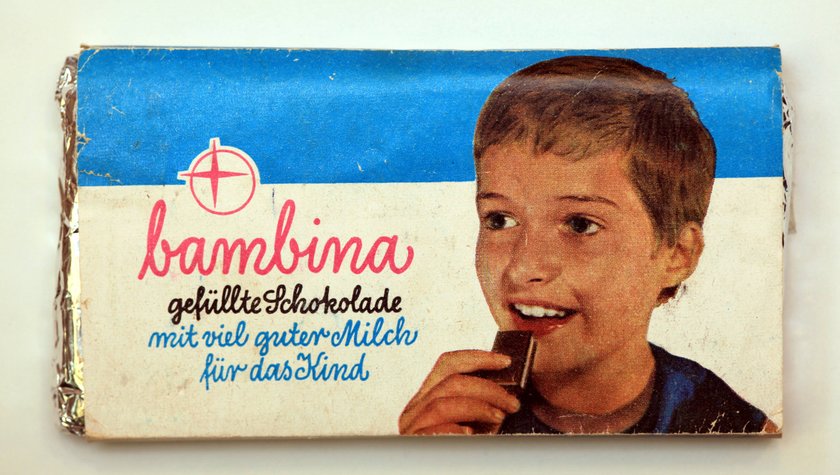 bambina
gefüllte Schokolade
mit viel guter Milch
für das Kind